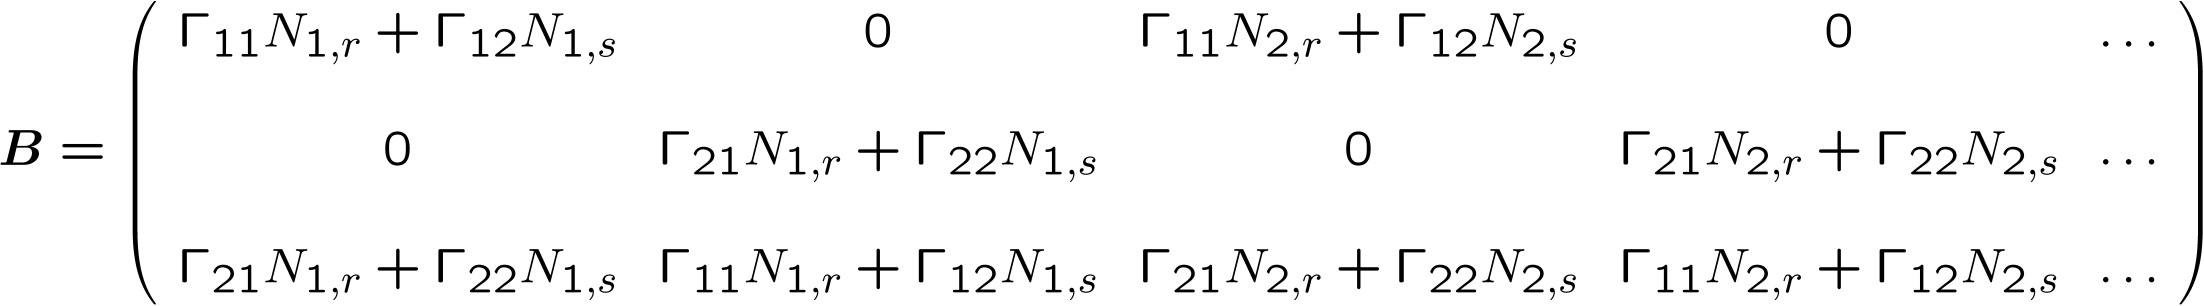 Γ₁₁N₁,ᵣ + Γ₁₂N₁,ₛ 0 Γ₁₁N₂,ᵣ + Γ₁₂N₂,ₛ 0 …
B = ( 0 Γ₂₁N₁,ᵣ + Γ₂₂N₁,ₛ 0 Γ₂₁N₂,ᵣ + Γ₂₂N₂,ₛ … )
Γ₂₁N₁,ᵣ + Γ₂₂N₁,ₛ Γ₁₁N₁,ᵣ + Γ₁₂N₁,ₛ Γ₂₁N₂,ᵣ + Γ₂₂N₂,ₛ Γ₁₁N₂,ᵣ + Γ₁₂N₂,ₛ …